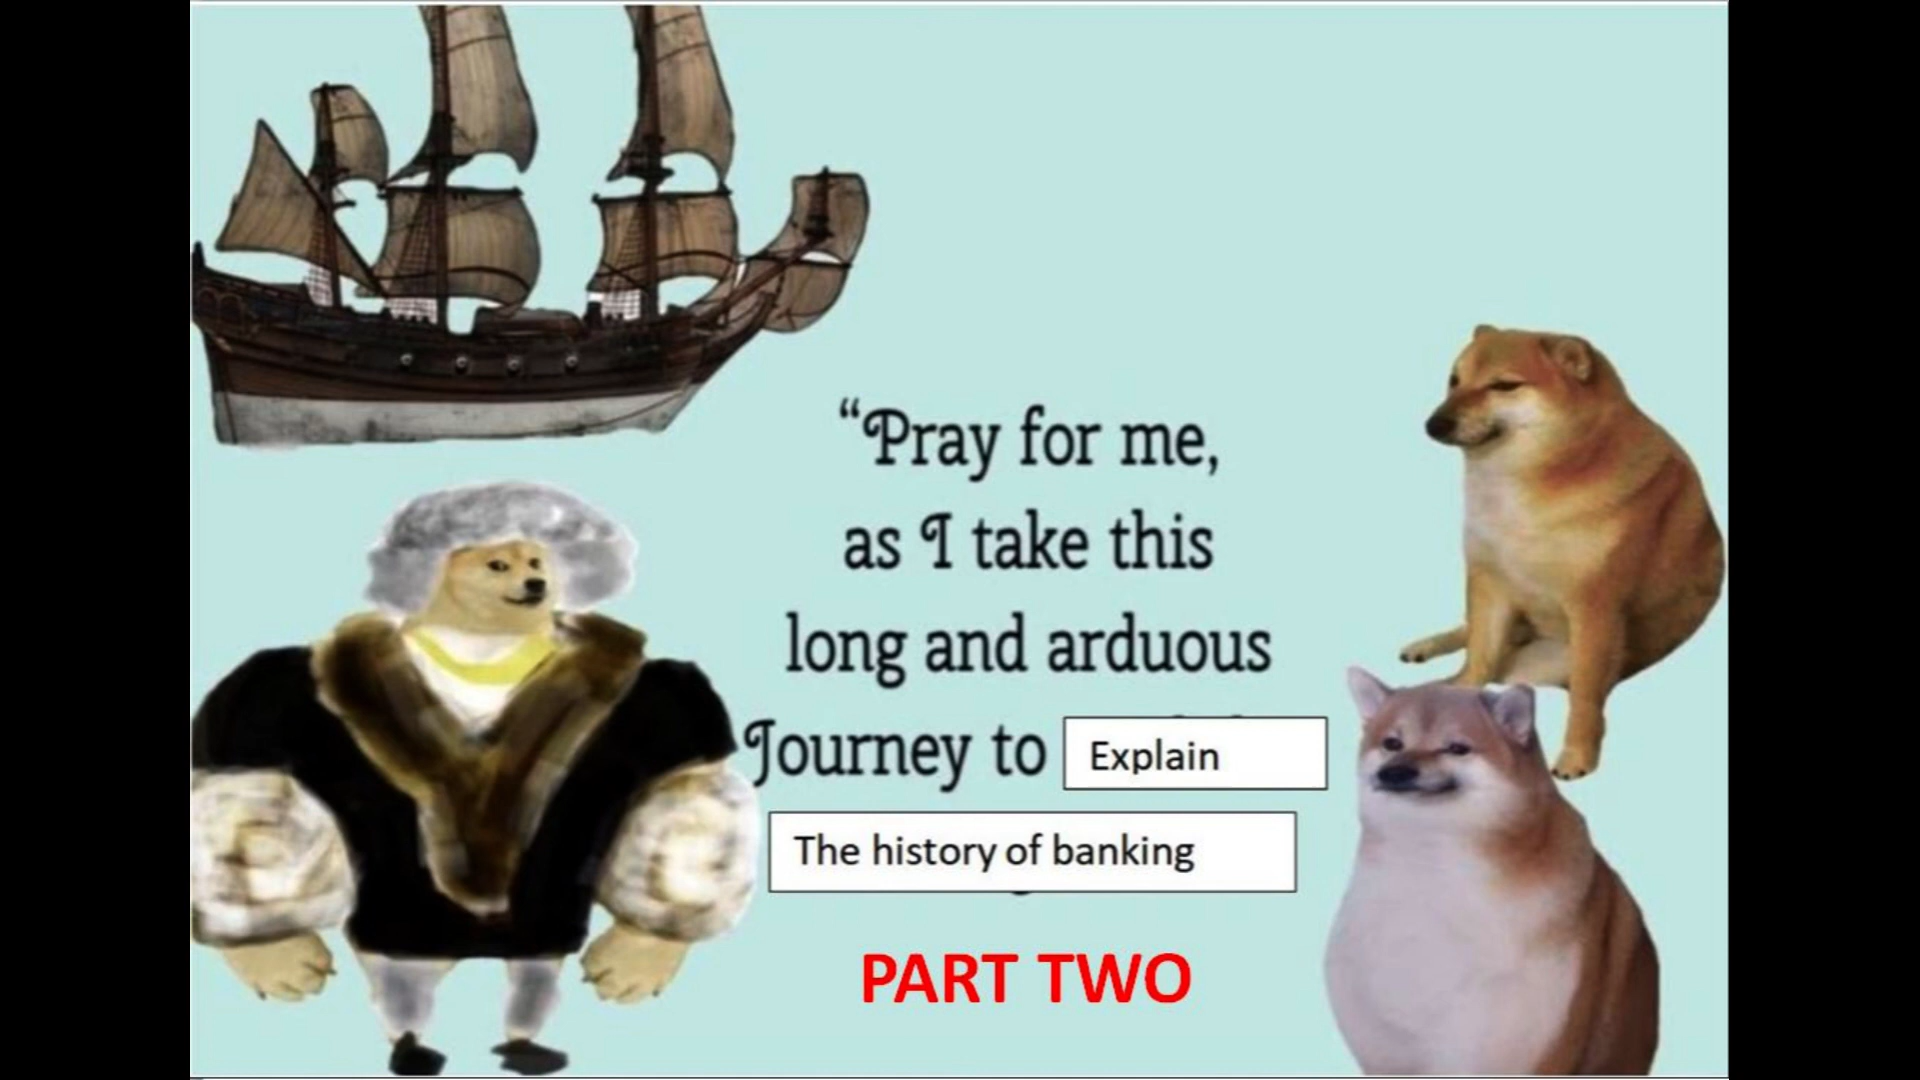 “Pray for me,
as I take this
long and arduous
Journey to Explain
The history of banking
PART TWO